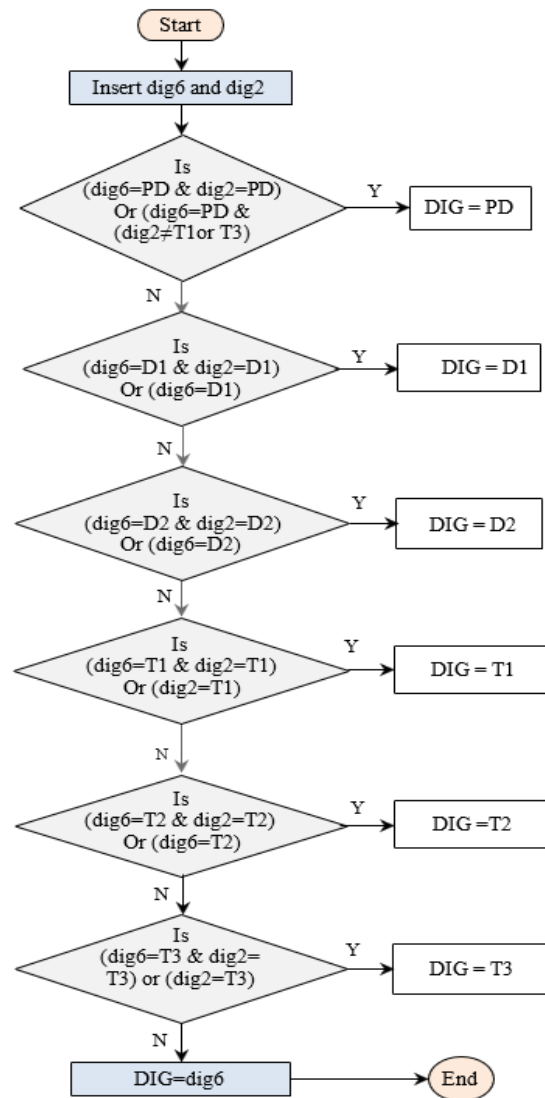 Start
Insert dig6 and dig2
Is
(dig6=PD & dig2=PD)
Or (dig6=PD &
(dig2≠T1or T3)
Y
DIG = PD
N
Is
(dig6=D1 & dig2=D1)
Or (dig6=D1)
Y
DIG = D1
N
Is
(dig6=D2 & dig2=D2)
Or (dig6=D2)
Y
DIG = D2
N
Is
(dig6=T1 & dig2=T1)
Or (dig2=T1)
Y
DIG = T1
N
Is
(dig6=T2 & dig2=T2)
Or (dig6=T2)
Y
DIG =T2
N
Is
(dig6=T3 & dig2=
T3) or (dig2=T3)
Y
DIG = T3
N
DIG=dig6
End